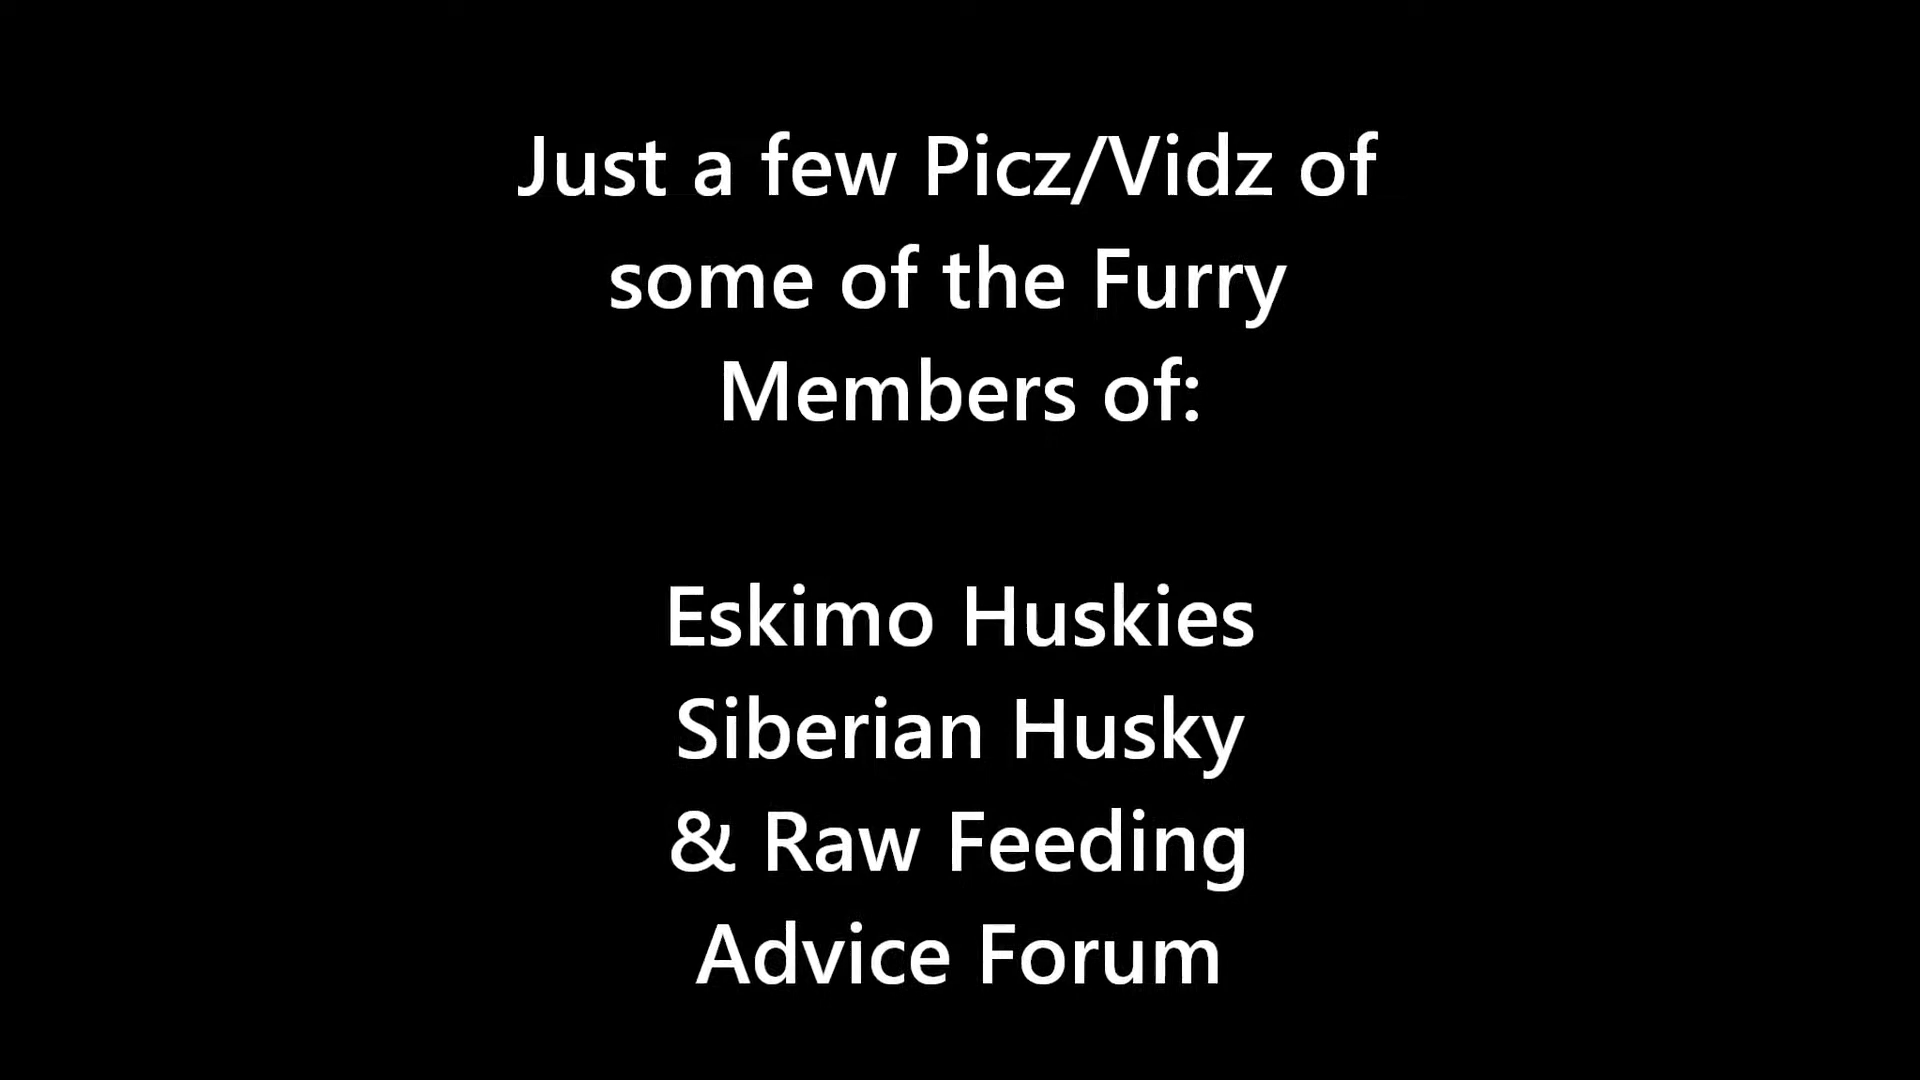 Just a few Picz/Vidz of
some of the Furry
Members of:
Eskimo Huskies
Siberian Husky
& Raw Feeding
Advice Forum